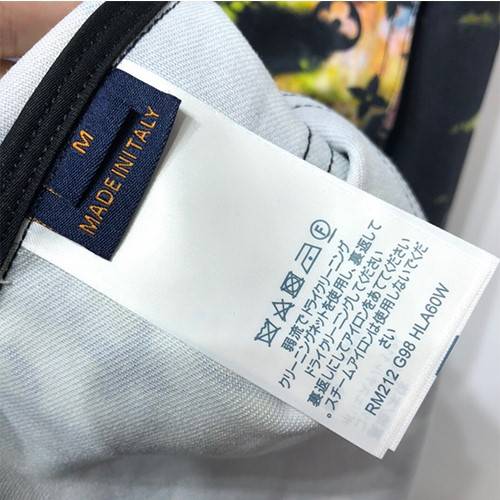 M
MADE IN ITALY
弱流でドライクリーニング
クリーニングネットを使用し、裏返して
ドライクリーニングしてください
裏返しにしてアイロンをあててください
・スチームアイロンは使用しないでくだ
さい
RM212 G98 HLA60W